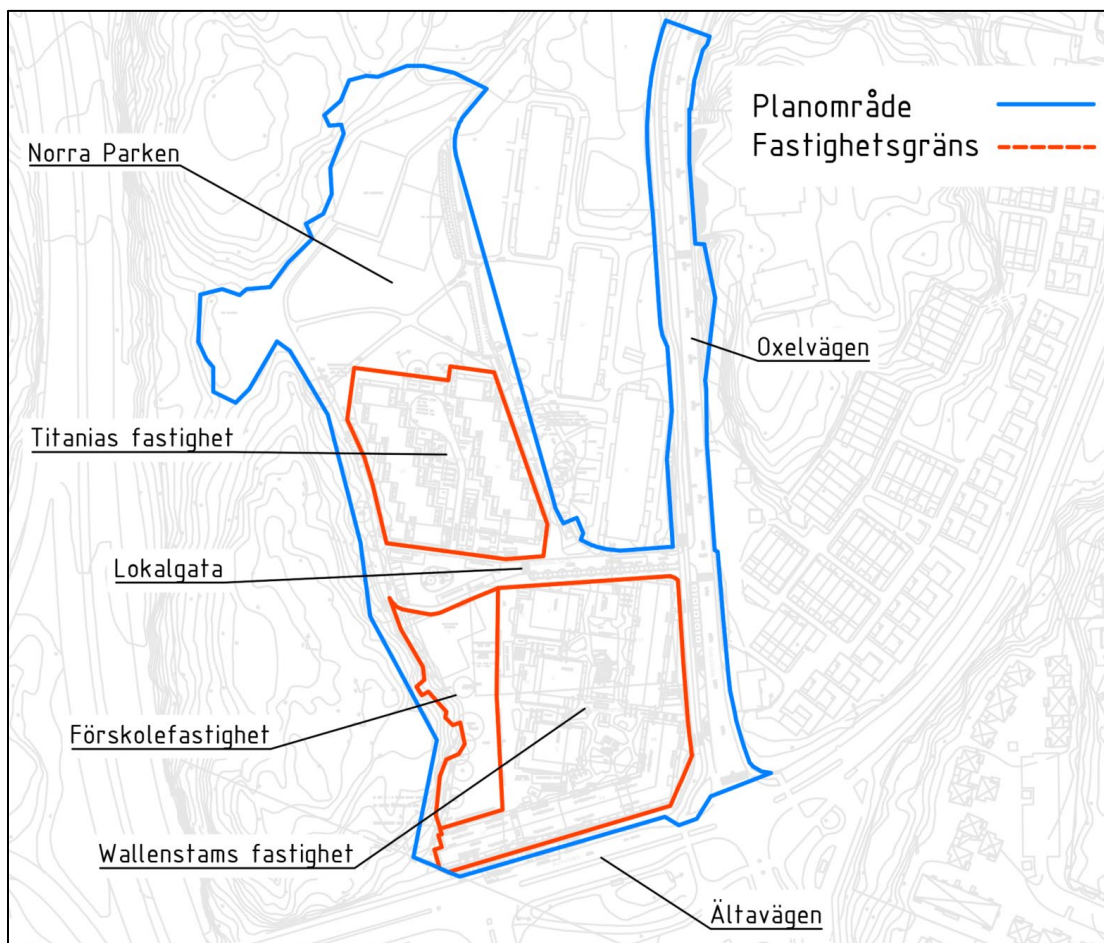 Planområde
Fastighetsgräns
Norra Parken
Oxelvägen
Titanias fastighet
Lokalgata
Förskolefastighet
Wallenstams fastighet
Ältavägen